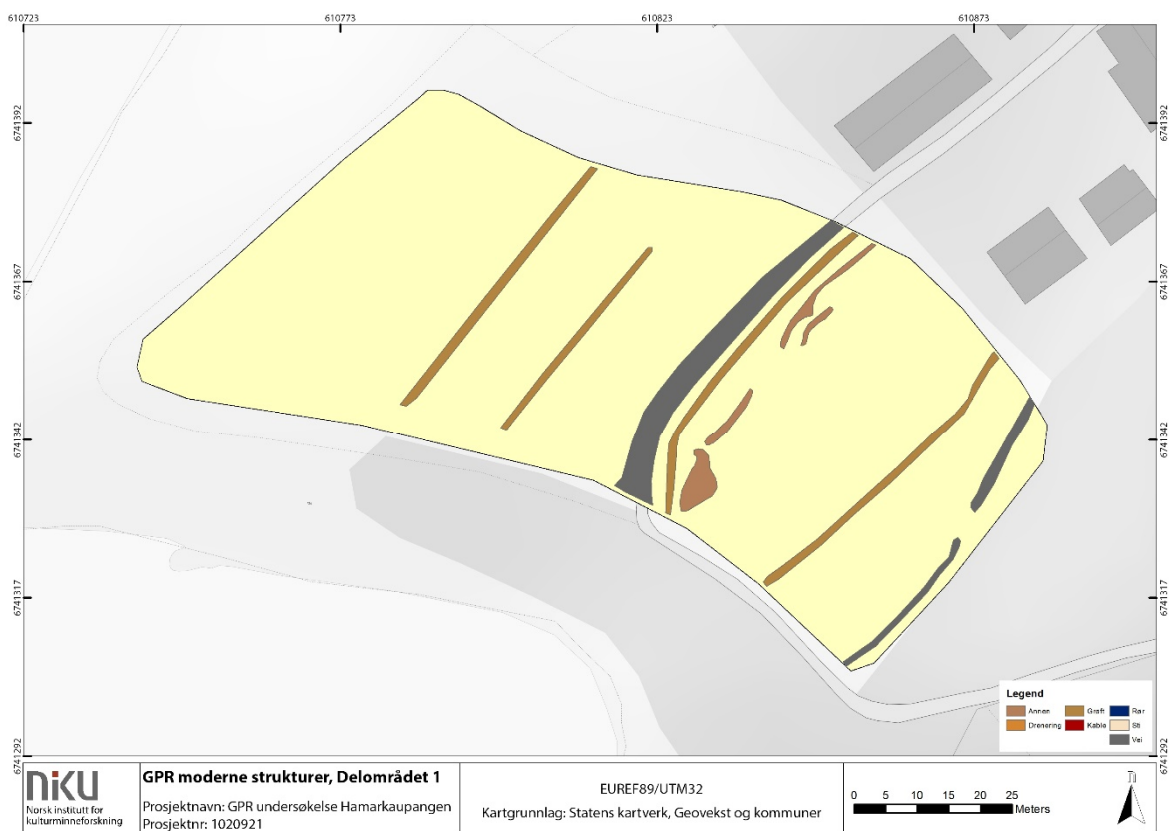 610723 610773 610823 610873
6741392 6741392
6741367 6741367
6741342 6741342
6741317 6741317
6741292 6741292
Legend
Annen Grøft Rør
Drenering Kable Sti
Vei
NIKU
Norsk institutt for
kulturminneforskning
GPR moderne strukturer, Delområdet 1
Prosjektnavn: GPR undersøkelse Hamarkaupangen
Prosjektnr: 1020921
EUREF89/UTM32
Kartgrunnlag: Statens kartverk, Geovekst og kommuner
0 5 10 15 20 25
Meters
N